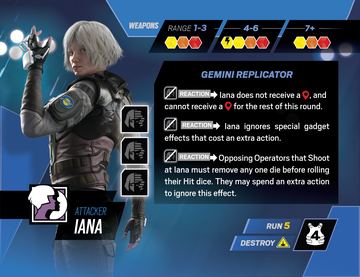 WEAPONS
RANGE 1-3
4-6
7+
GEMINI REPLICATOR
REACTION Iana does not receive a , and
cannot receive a for the rest of this round.
REACTION Iana ignores special gadget
effects that cost an extra action.
REACTION Opposing Operators that Shoot
at Iana must remove any one die before rolling
their Hit dice. They may spend an extra action
to ignore this effect.
ATTACKER
IANA
RUN 5
DESTROY